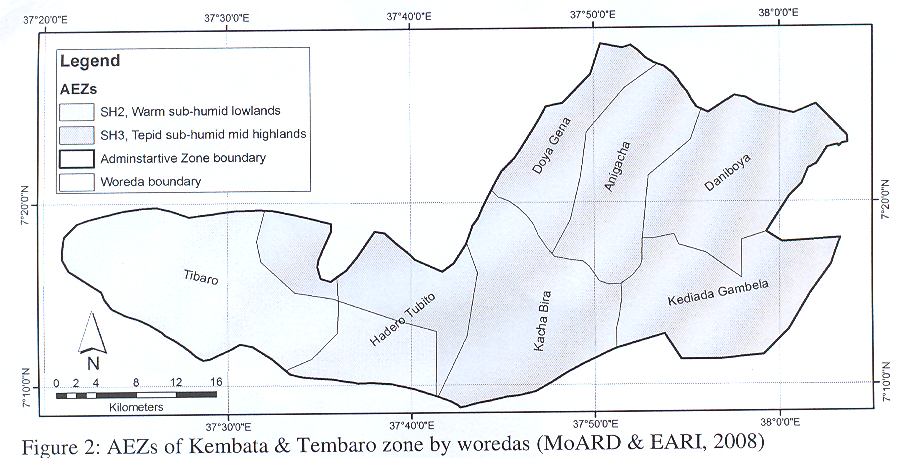 37°20'0"E 37°30'0"E 37°40'0"E 37°50'0"E 38°0'0"E
Legend
AEZs
SH2, Warm sub-humid lowlands
SH3, Tepid sub-humid mid highlands
Adminstartive Zone boundary
Woreda boundary
Doya Gena
Anigacha
Daniboya
7°20'0"N 7°20'0"N
Tibaro
Hadero Tubito
Kacha Bira
Kediada Gambela
N
0 2 4 8 12 16
Kilometers
7°10'0"N 7°10'0"N
37°30'0"E 37°40'0"E 37°50'0"E 38°0'0"E
Figure 2: AEZs of Kembata & Tembaro zone by woredas (MoARD & EARI, 2008)